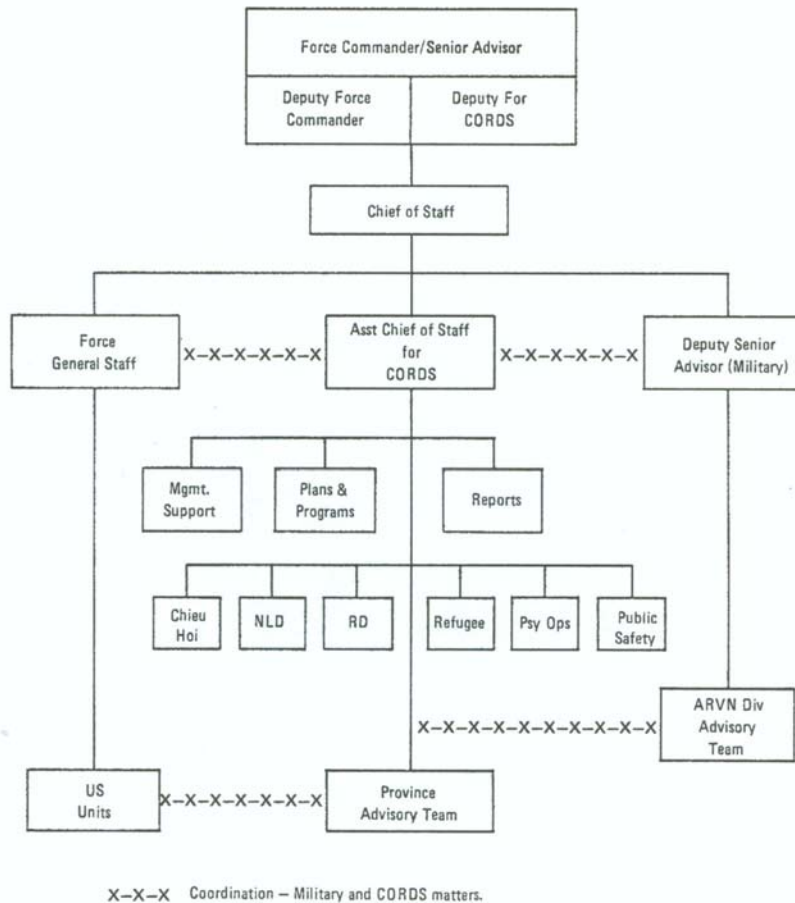 Force Commander/Senior Advisor
Deputy Force
Commander
Deputy For
CORDS
Chief of Staff
Force
General Staff
X-X-X-X-X-X
Asst Chief of Staff
for
CORDS
X-X-X-X-X-X
Deputy Senior
Advisor (Military)
Mgmt.
Support
Plans &
Programs
Reports
Chieu
Hoi
NLD
RD
Refugee
Psy Ops
Public
Safety
X-X-X-X-X-X-X-X-X-X
ARVN Div
Advisory
Team
US
Units
X-X-X-X-X-X-X
Province
Advisory Team
X-X-X Coordination – Military and CORDS matters.